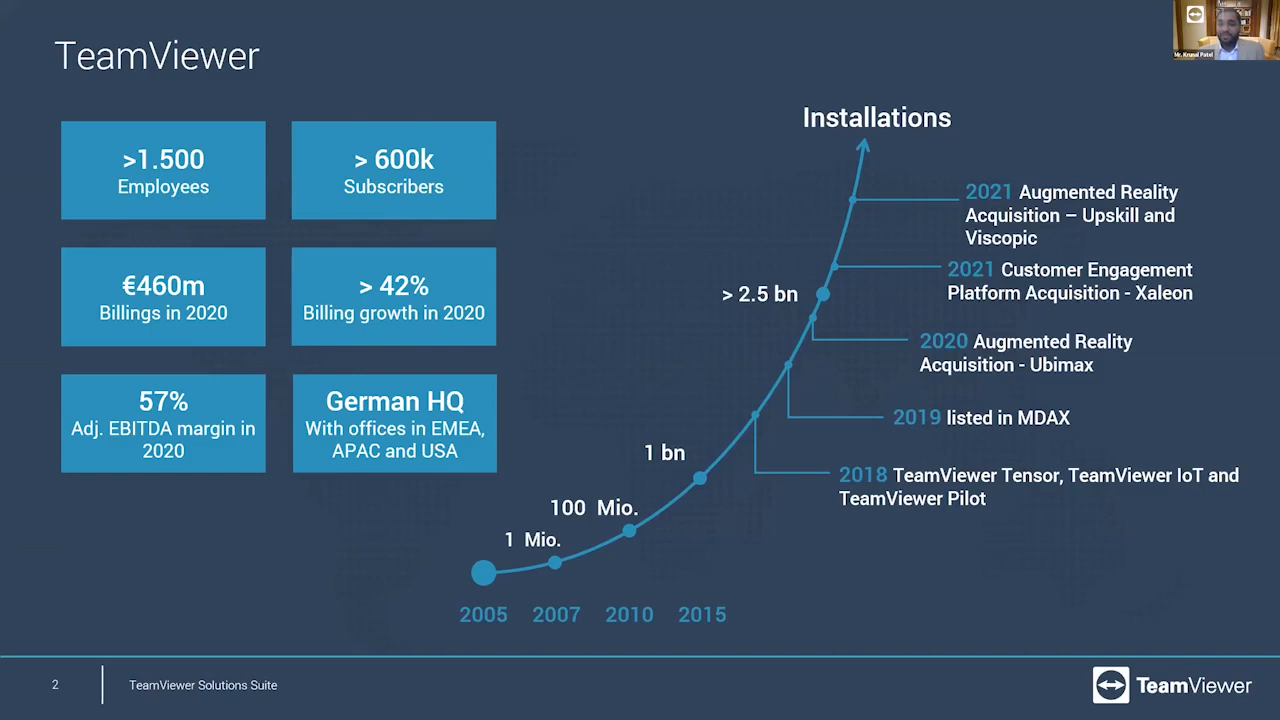 TeamViewer
Mr. Krunal Patel
>1.500
Employees
> 600k
Subscribers
€460m
Billings in 2020
> 42%
Billing growth in 2020
57%
Adj. EBITDA margin in
2020
German HQ
With offices in EMEA,
APAC and USA
Installations
2021 Augmented Reality
Acquisition – Upskill and
Viscopic
2021 Customer Engagement
Platform Acquisition - Xaleon
> 2.5 bn
2020 Augmented Reality
Acquisition - Ubimax
2019 listed in MDAX
1 bn
2018 TeamViewer Tensor, TeamViewer IoT and
TeamViewer Pilot
100 Mio.
1 Mio.
2005 2007 2010 2015
2
TeamViewer Solutions Suite
TeamViewer